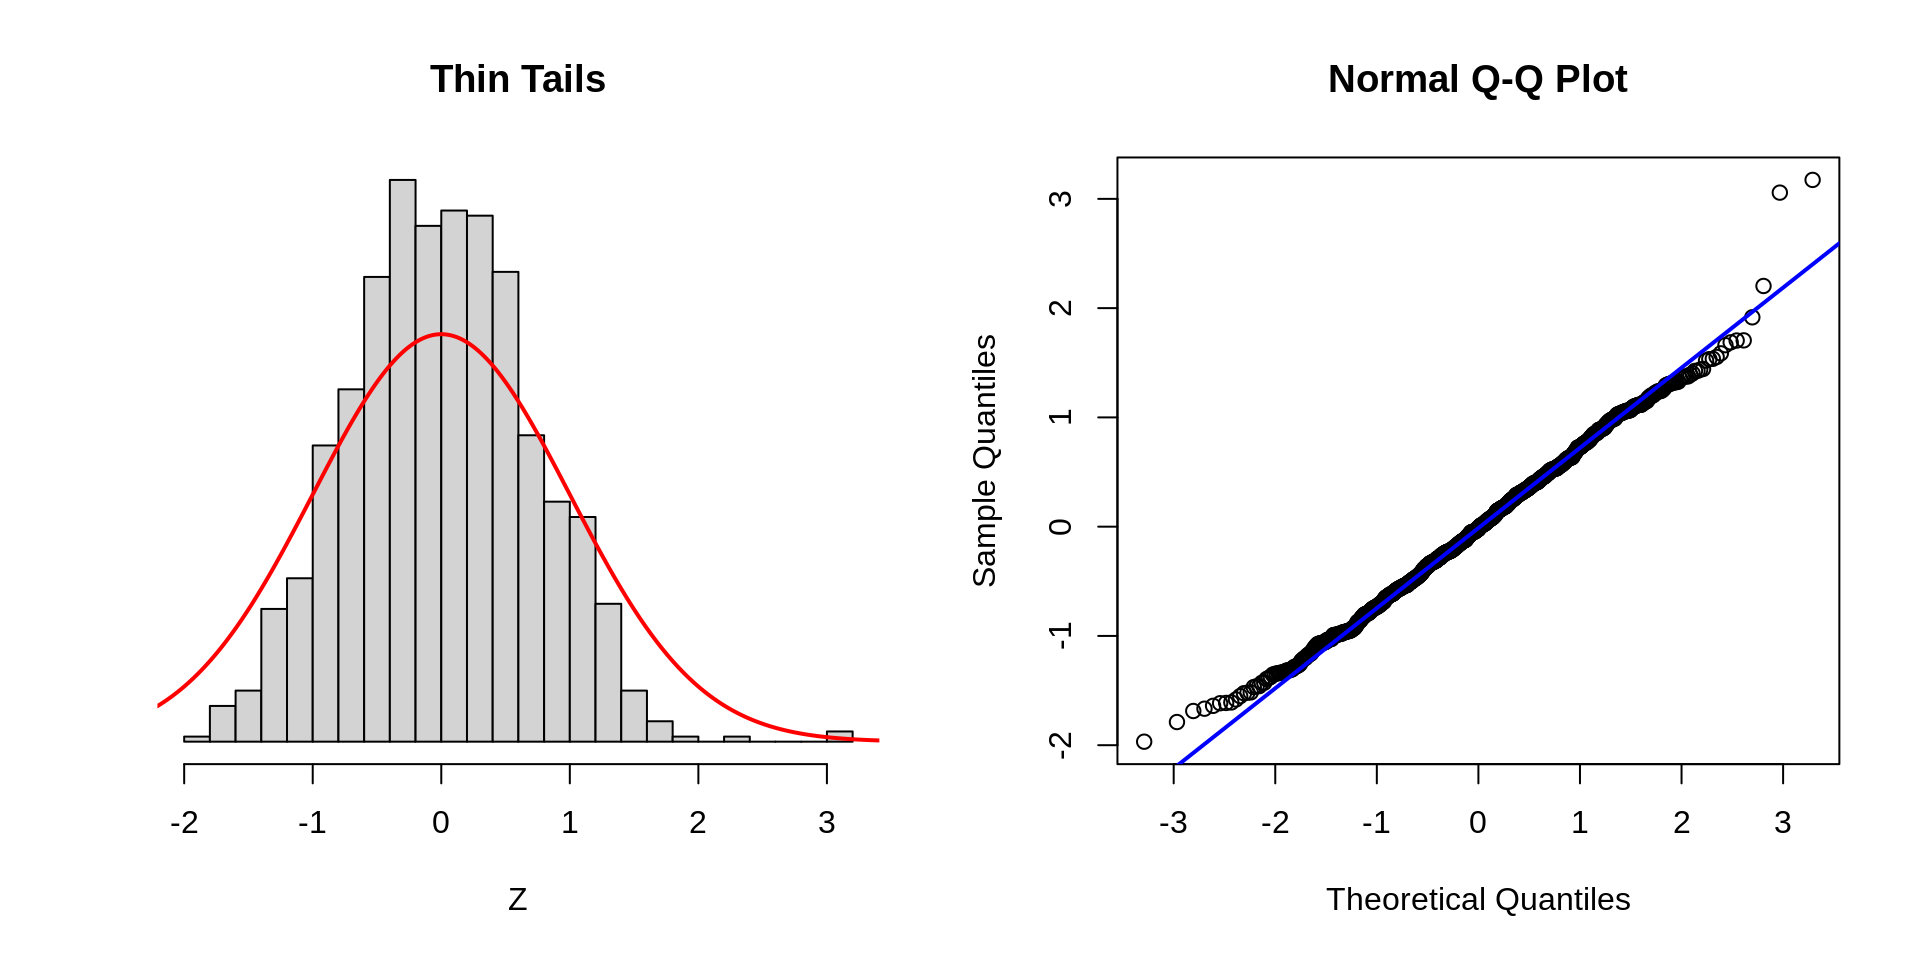 Thin Tails
-2 -1 0 1 2 3
Z
Normal Q-Q Plot
Sample Quantiles
3
2
1
0
-1
-2
-3 -2 -1 0 1 2 3
Theoretical Quantiles